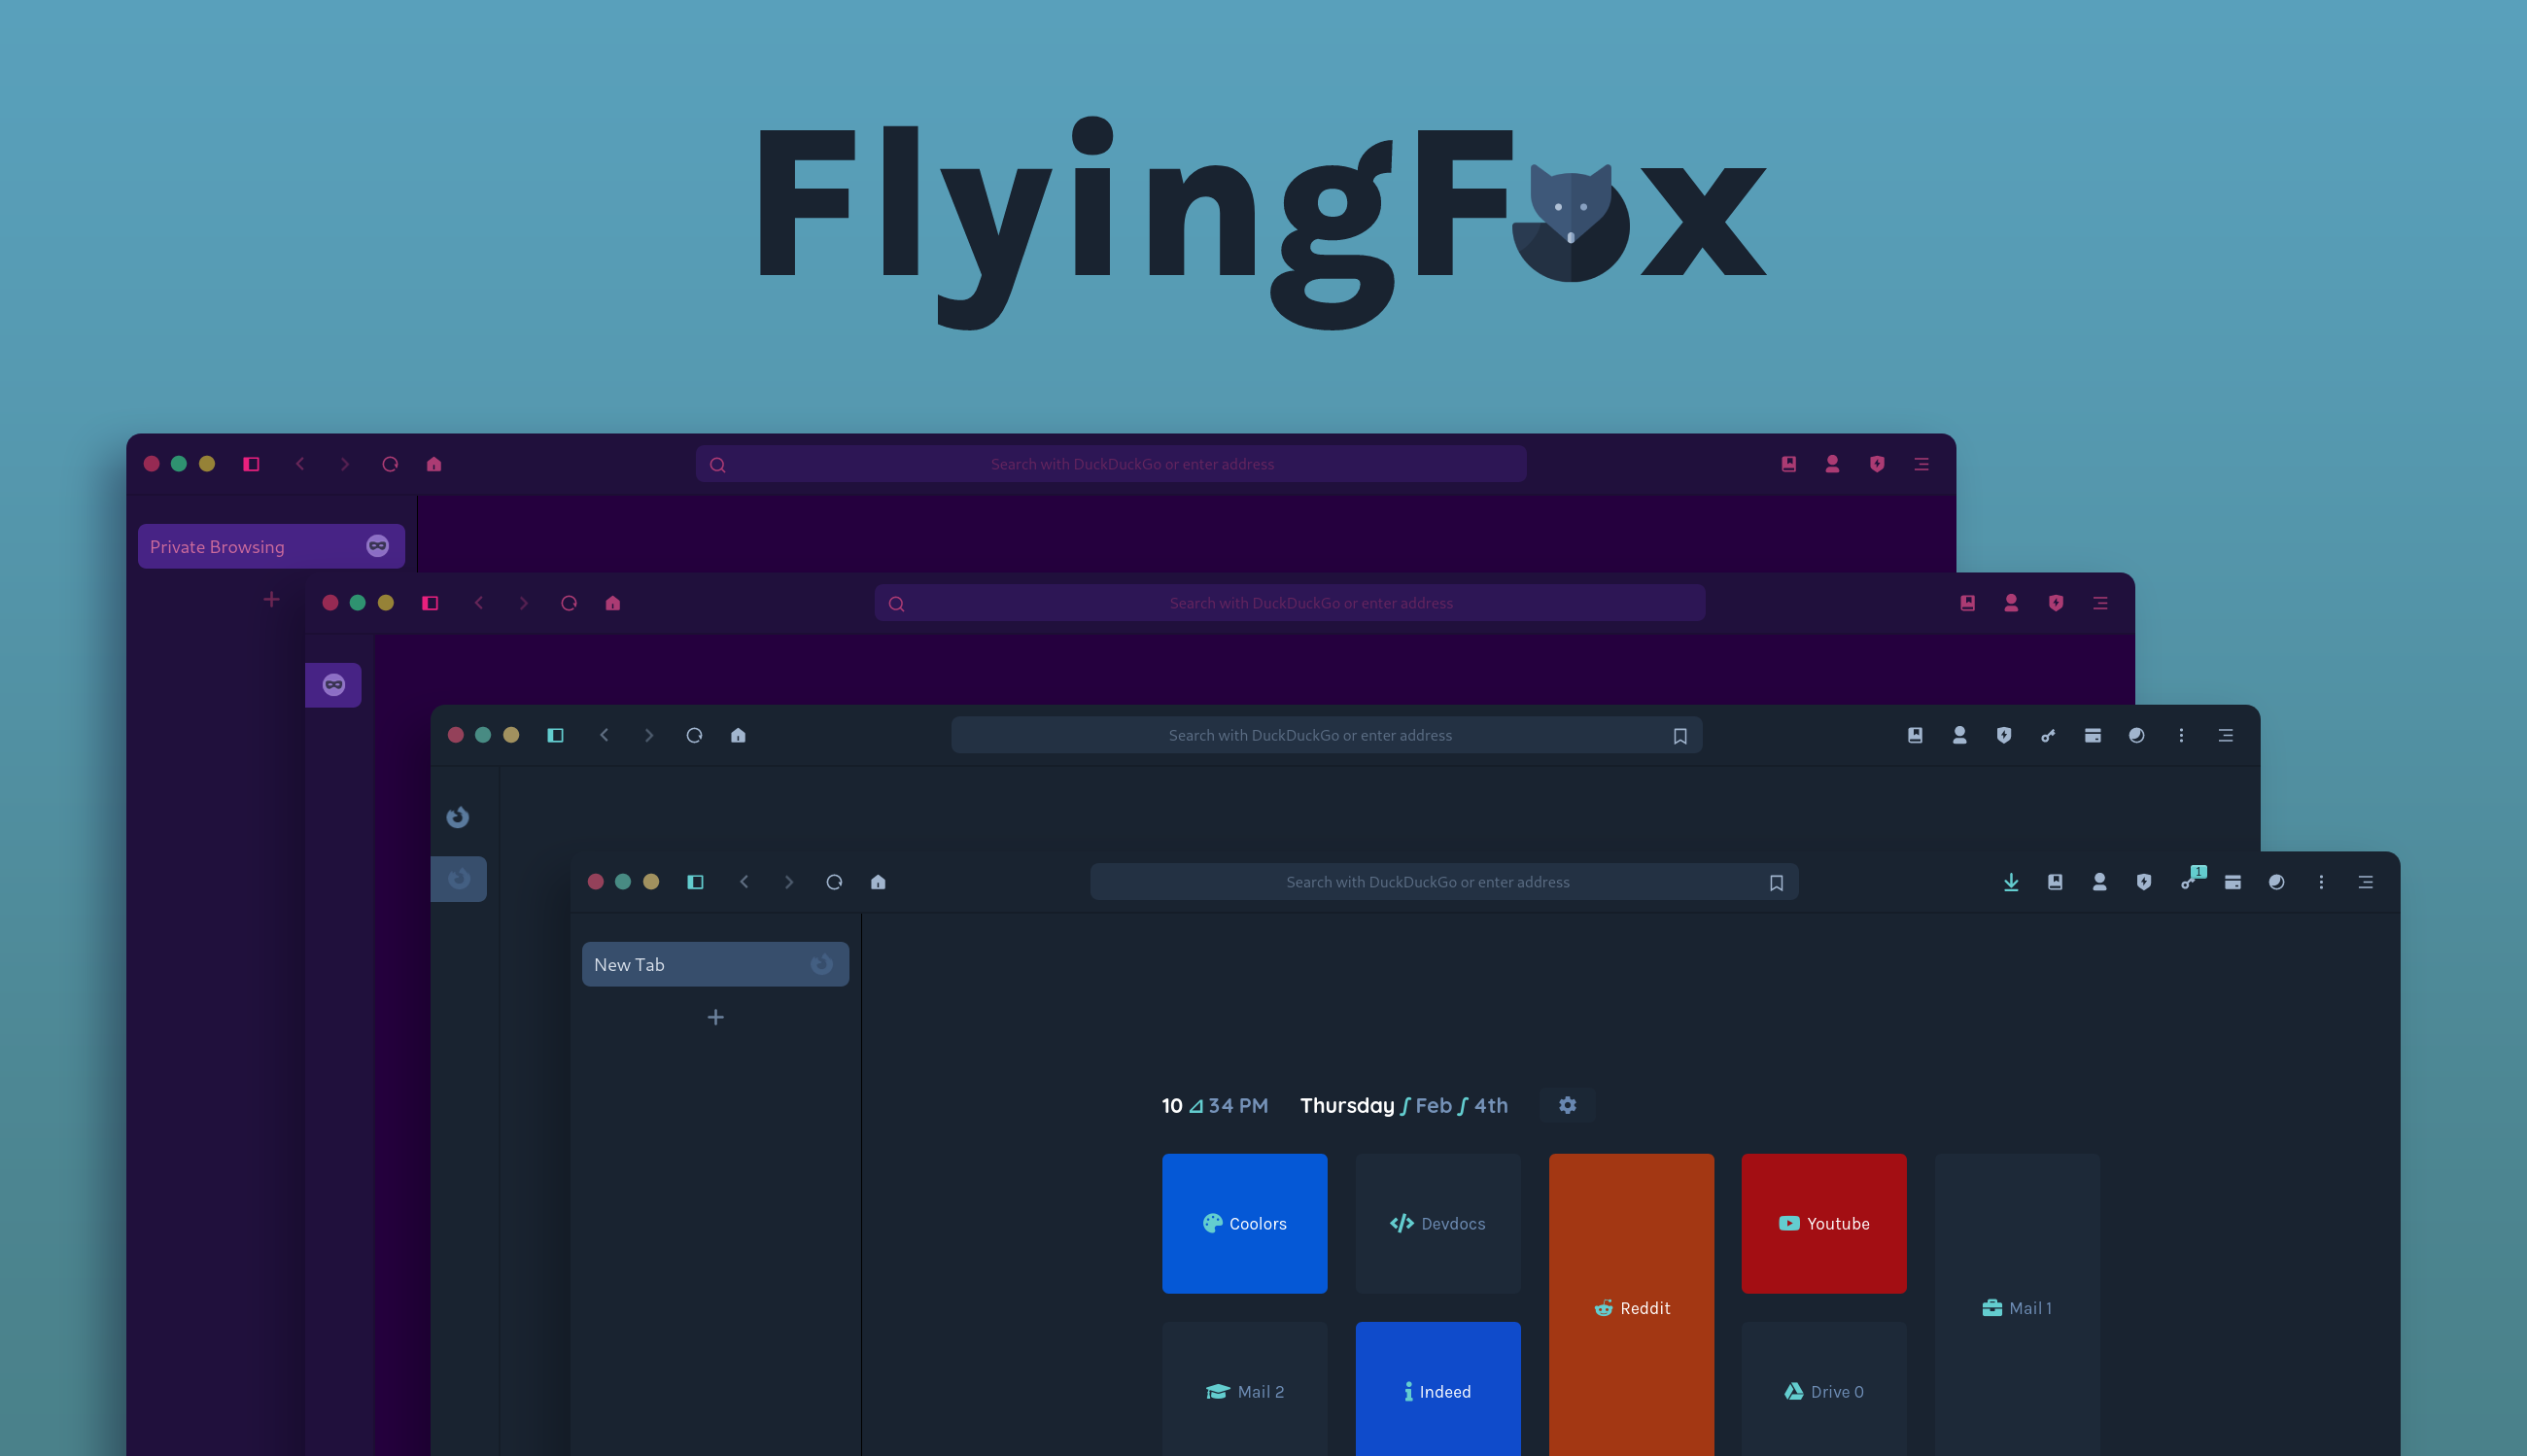 FlyingFox
Search with DuckDuckGo or enter address
Private Browsing
Search with DuckDuckGo or enter address
Search with DuckDuckGo or enter address
Search with DuckDuckGo or enter address
1
New Tab
10 ⊿ 34 PM Thursday ∫ Feb ∫ 4th
Coolors
Devdocs
Reddit
Youtube
Mail 1
Mail 2
Indeed
Drive 0